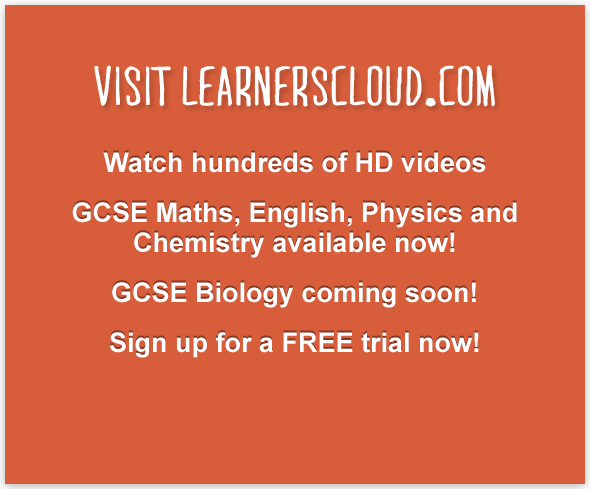 VISIT LEARNERSCLOUD.COM
Watch hundreds of HD videos
GCSE Maths, English, Physics and
Chemistry available now!
GCSE Biology coming soon!
Sign up for a FREE trial now!